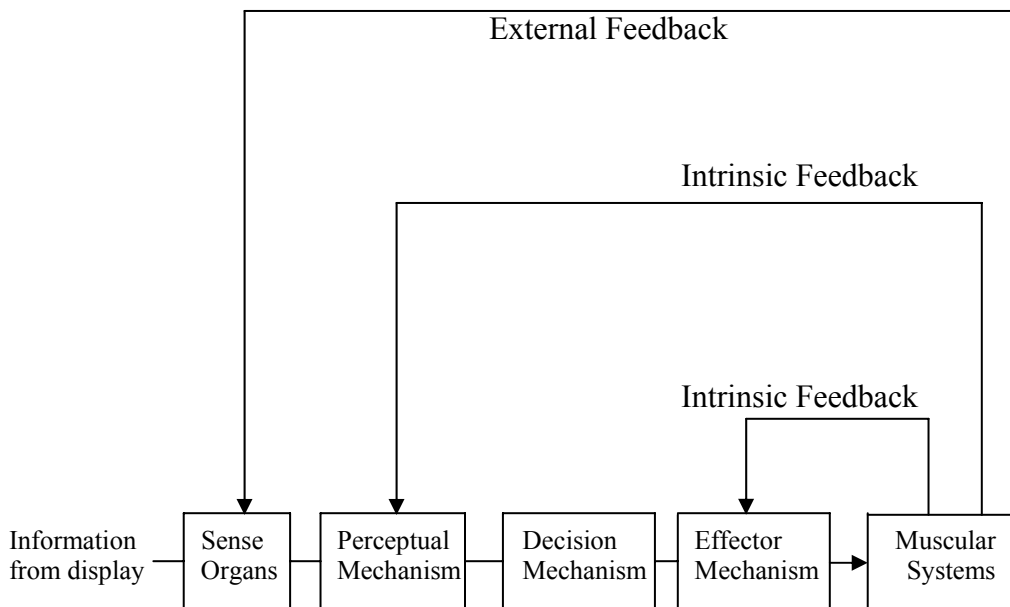 External Feedback
Intrinsic Feedback
Intrinsic Feedback
Information
from display
Sense
Organs
Perceptual
Mechanism
Decision
Mechanism
Effector
Mechanism
Muscular
Systems